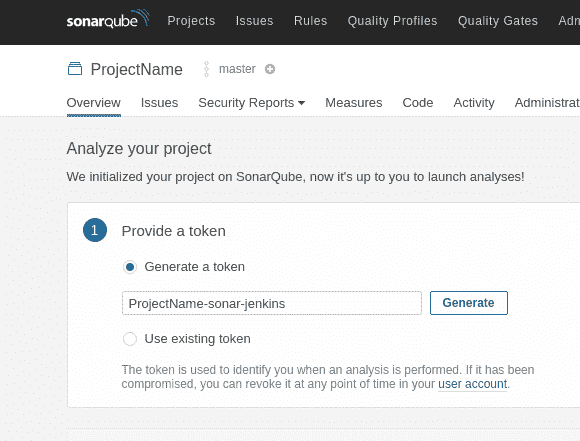 sonarqube Projects Issues Rules Quality Profiles Quality Gates
ProjectName master
Overview Issues Security Reports Measures Code Activity
Analyze your project
We initialized your project on SonarQube, now it's up to you to launch analyses!
1 Provide a token
Generate a token
ProjectName-sonar-jenkins Generate
Use existing token
The token is used to identify you when an analysis is performed. If it has been
compromised, you can revoke it at any point of time in your user account.